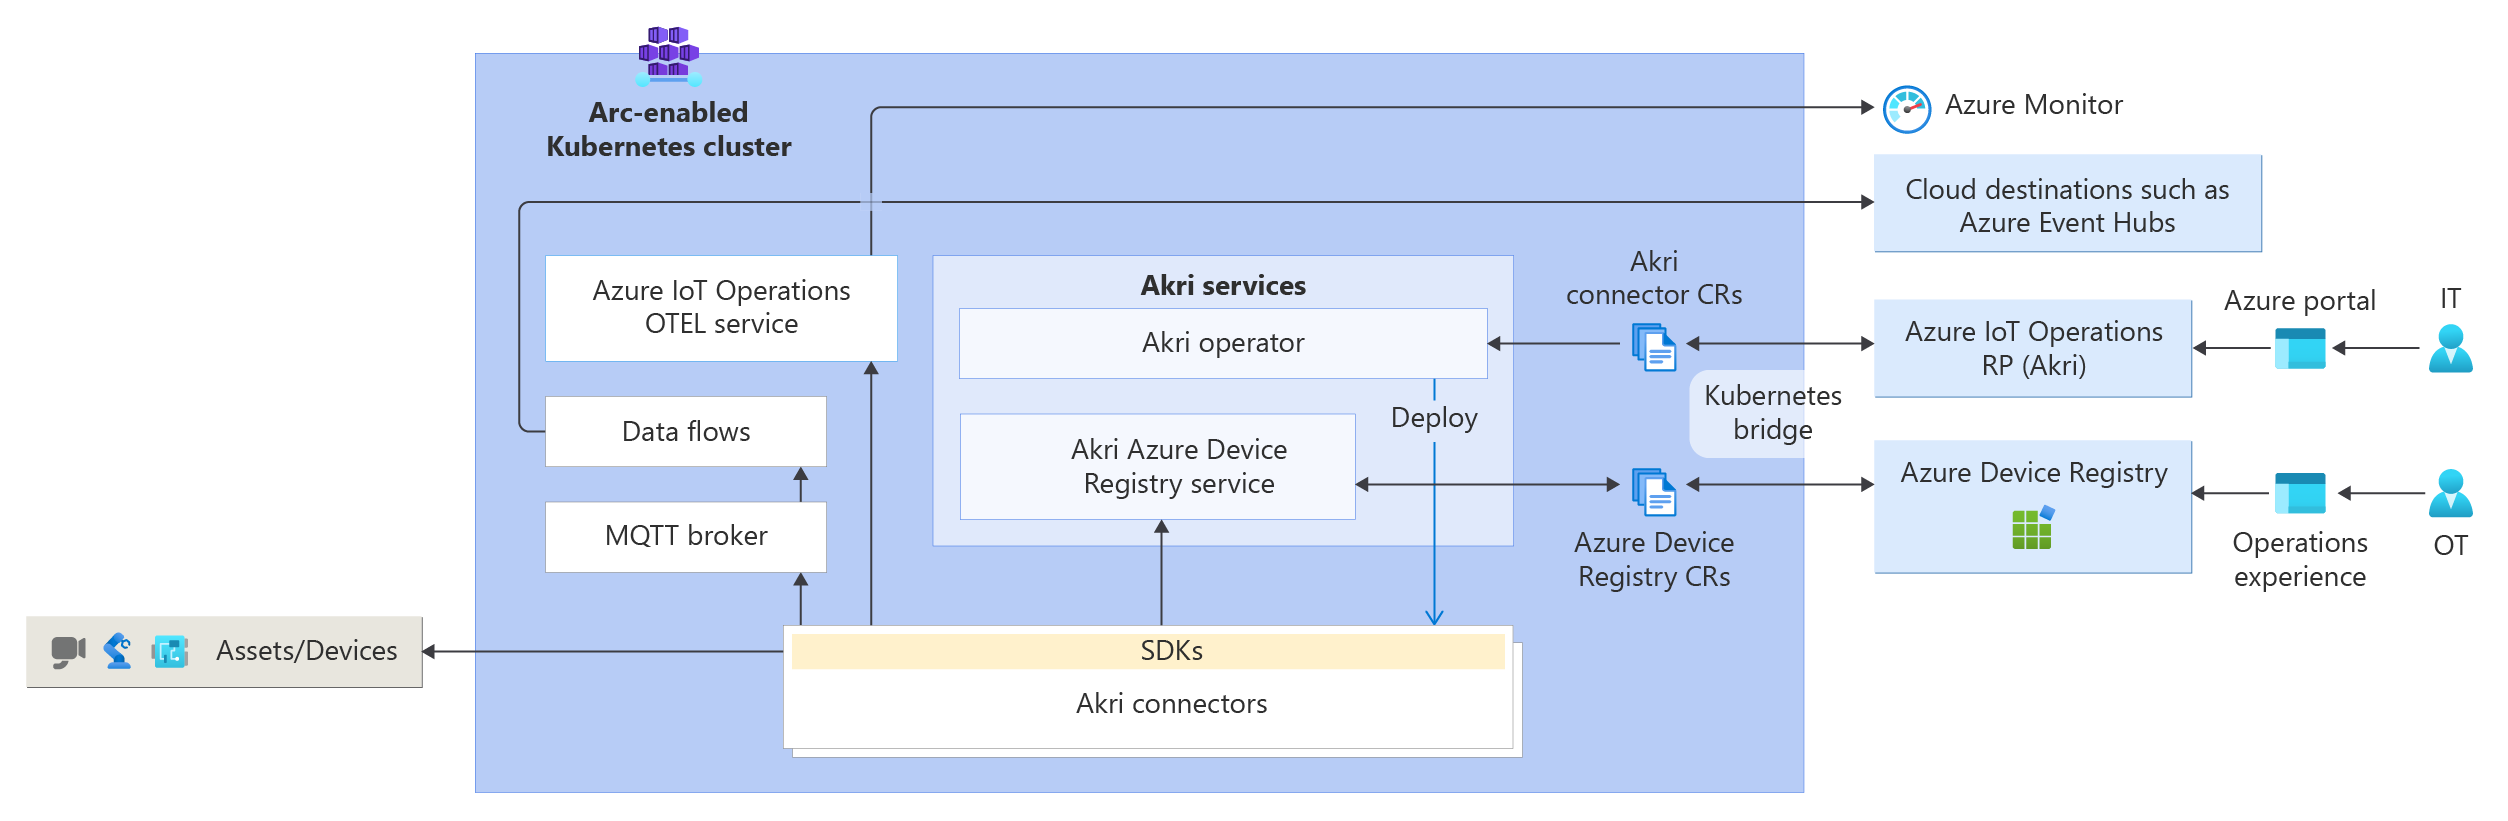 Arc-enabled
Kubernetes cluster
Azure Monitor
Cloud destinations such as
Azure Event Hubs
Azure IoT Operations
OTEL service
Akri services
Akri operator
Akri
connector CRs
Azure IoT Operations
RP (Akri)
Azure portal
IT
Kubernetes
bridge
Data flows
Deploy
Akri Azure Device
Registry service
Azure Device Registry
MQTT broker
Azure Device
Registry CRs
Operations
experience
OT
Assets/Devices
SDKs
Akri connectors